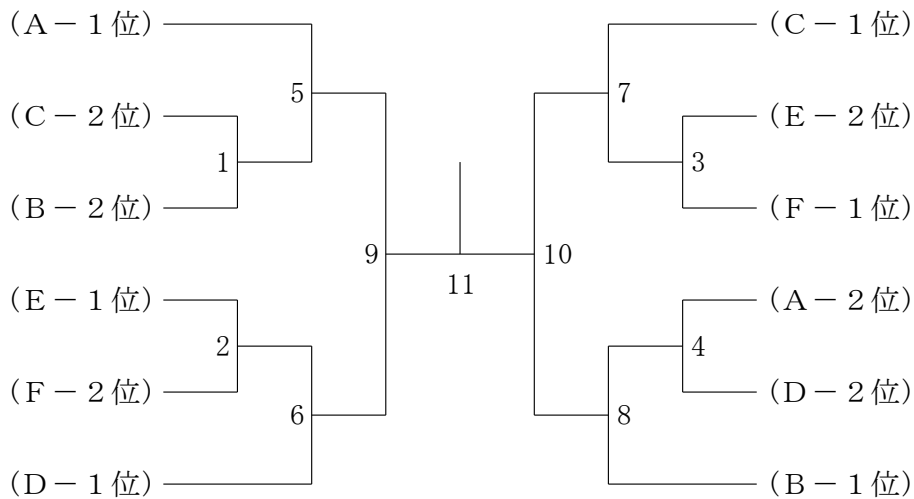 (A－1位)
(C－2位)
(B－2位)
(E－1位)
(F－2位)
(D－1位)
5
1
2
6
9
11
10
7
3
4
8
(C－1位)
(E－2位)
(F－1位)
(A－2位)
(D－2位)
(B－1位)